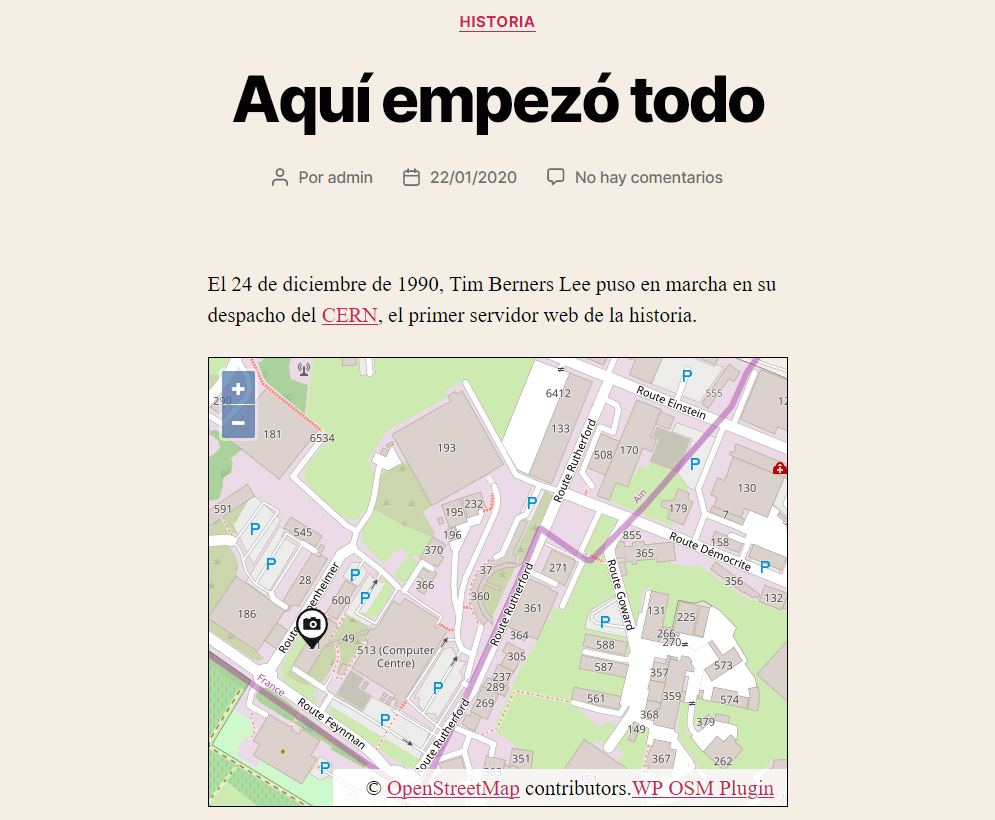 HISTORIA
Aquí empezó todo
Por admin
22/01/2020
No hay comentarios
El 24 de diciembre de 1990, Tim Berners Lee puso en marcha en su
despacho del CERN, el primer servidor web de la historia.
+
−
181
6534
193
6412
133
P
555
Route Einstein
Route Rutherford
508
170
P
130
591
P
545
P
195
232
196
P
370
Ain
179
7
855
365
158
Route Démocrite
P
356
132
28
P
600
P
366
37
360
271
361
Route Rutherford
Route Goward
186
49
513 (Computer
Centre)
364
305
P
588
131
225
266
270
587
357
573
France
Route Feynman
P
P
237
289
269
561
359
574
368
379
149
Route Rutherford
P
351
367
262
© OpenStreetMap contributors.WP OSM Plugin